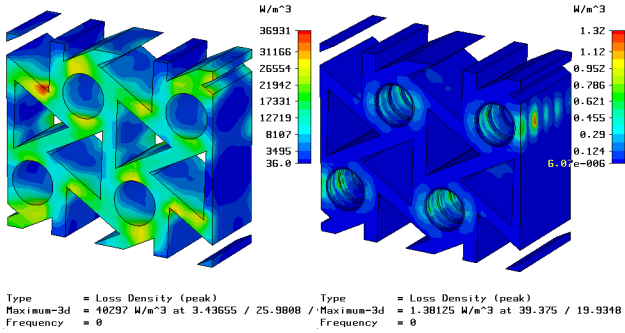 W/m^3
36931
31166
26554
21942
17331
12719
8107
3495
36.0
Type = Loss Density (peak)
Maximum-3d = 40297 W/m^3 at 3.43655 / 25.9808 /
Frequency = 0
W/m^3
1.32
1.12
0.952
0.786
0.621
0.455
0.29
0.124
6.07e-006
Type = Loss Density (peak)
Maximum-3d = 1.38125 W/m^3 at 39.375 / 19.9348
Frequency = 0